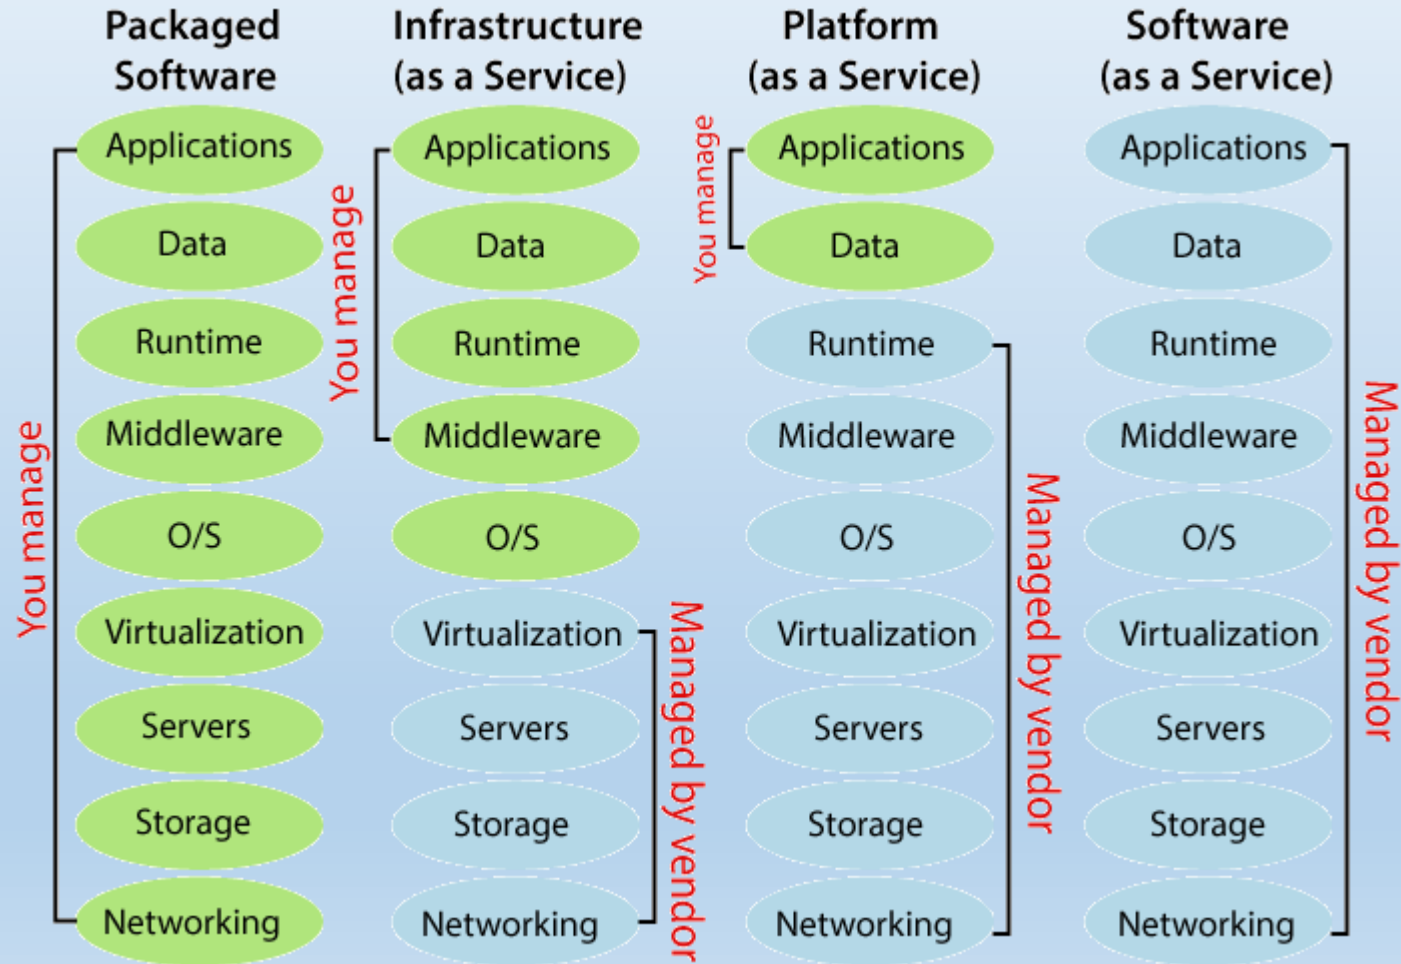 Packaged
Software
Infrastructure
(as a Service)
Platform
(as a Service)
Software
(as a Service)
You manage
Applications
Data
Runtime
Middleware
O/S
Virtualization
Servers
Storage
Networking
You manage
Applications
Data
Runtime
Middleware
O/S
Virtualization
Servers
Storage
Networking
Managed by vendor
You manage
Applications
Data
Runtime
Middleware
O/S
Virtualization
Servers
Storage
Networking
Managed by vendor
Applications
Data
Runtime
Middleware
O/S
Virtualization
Servers
Storage
Networking
Managed by vendor